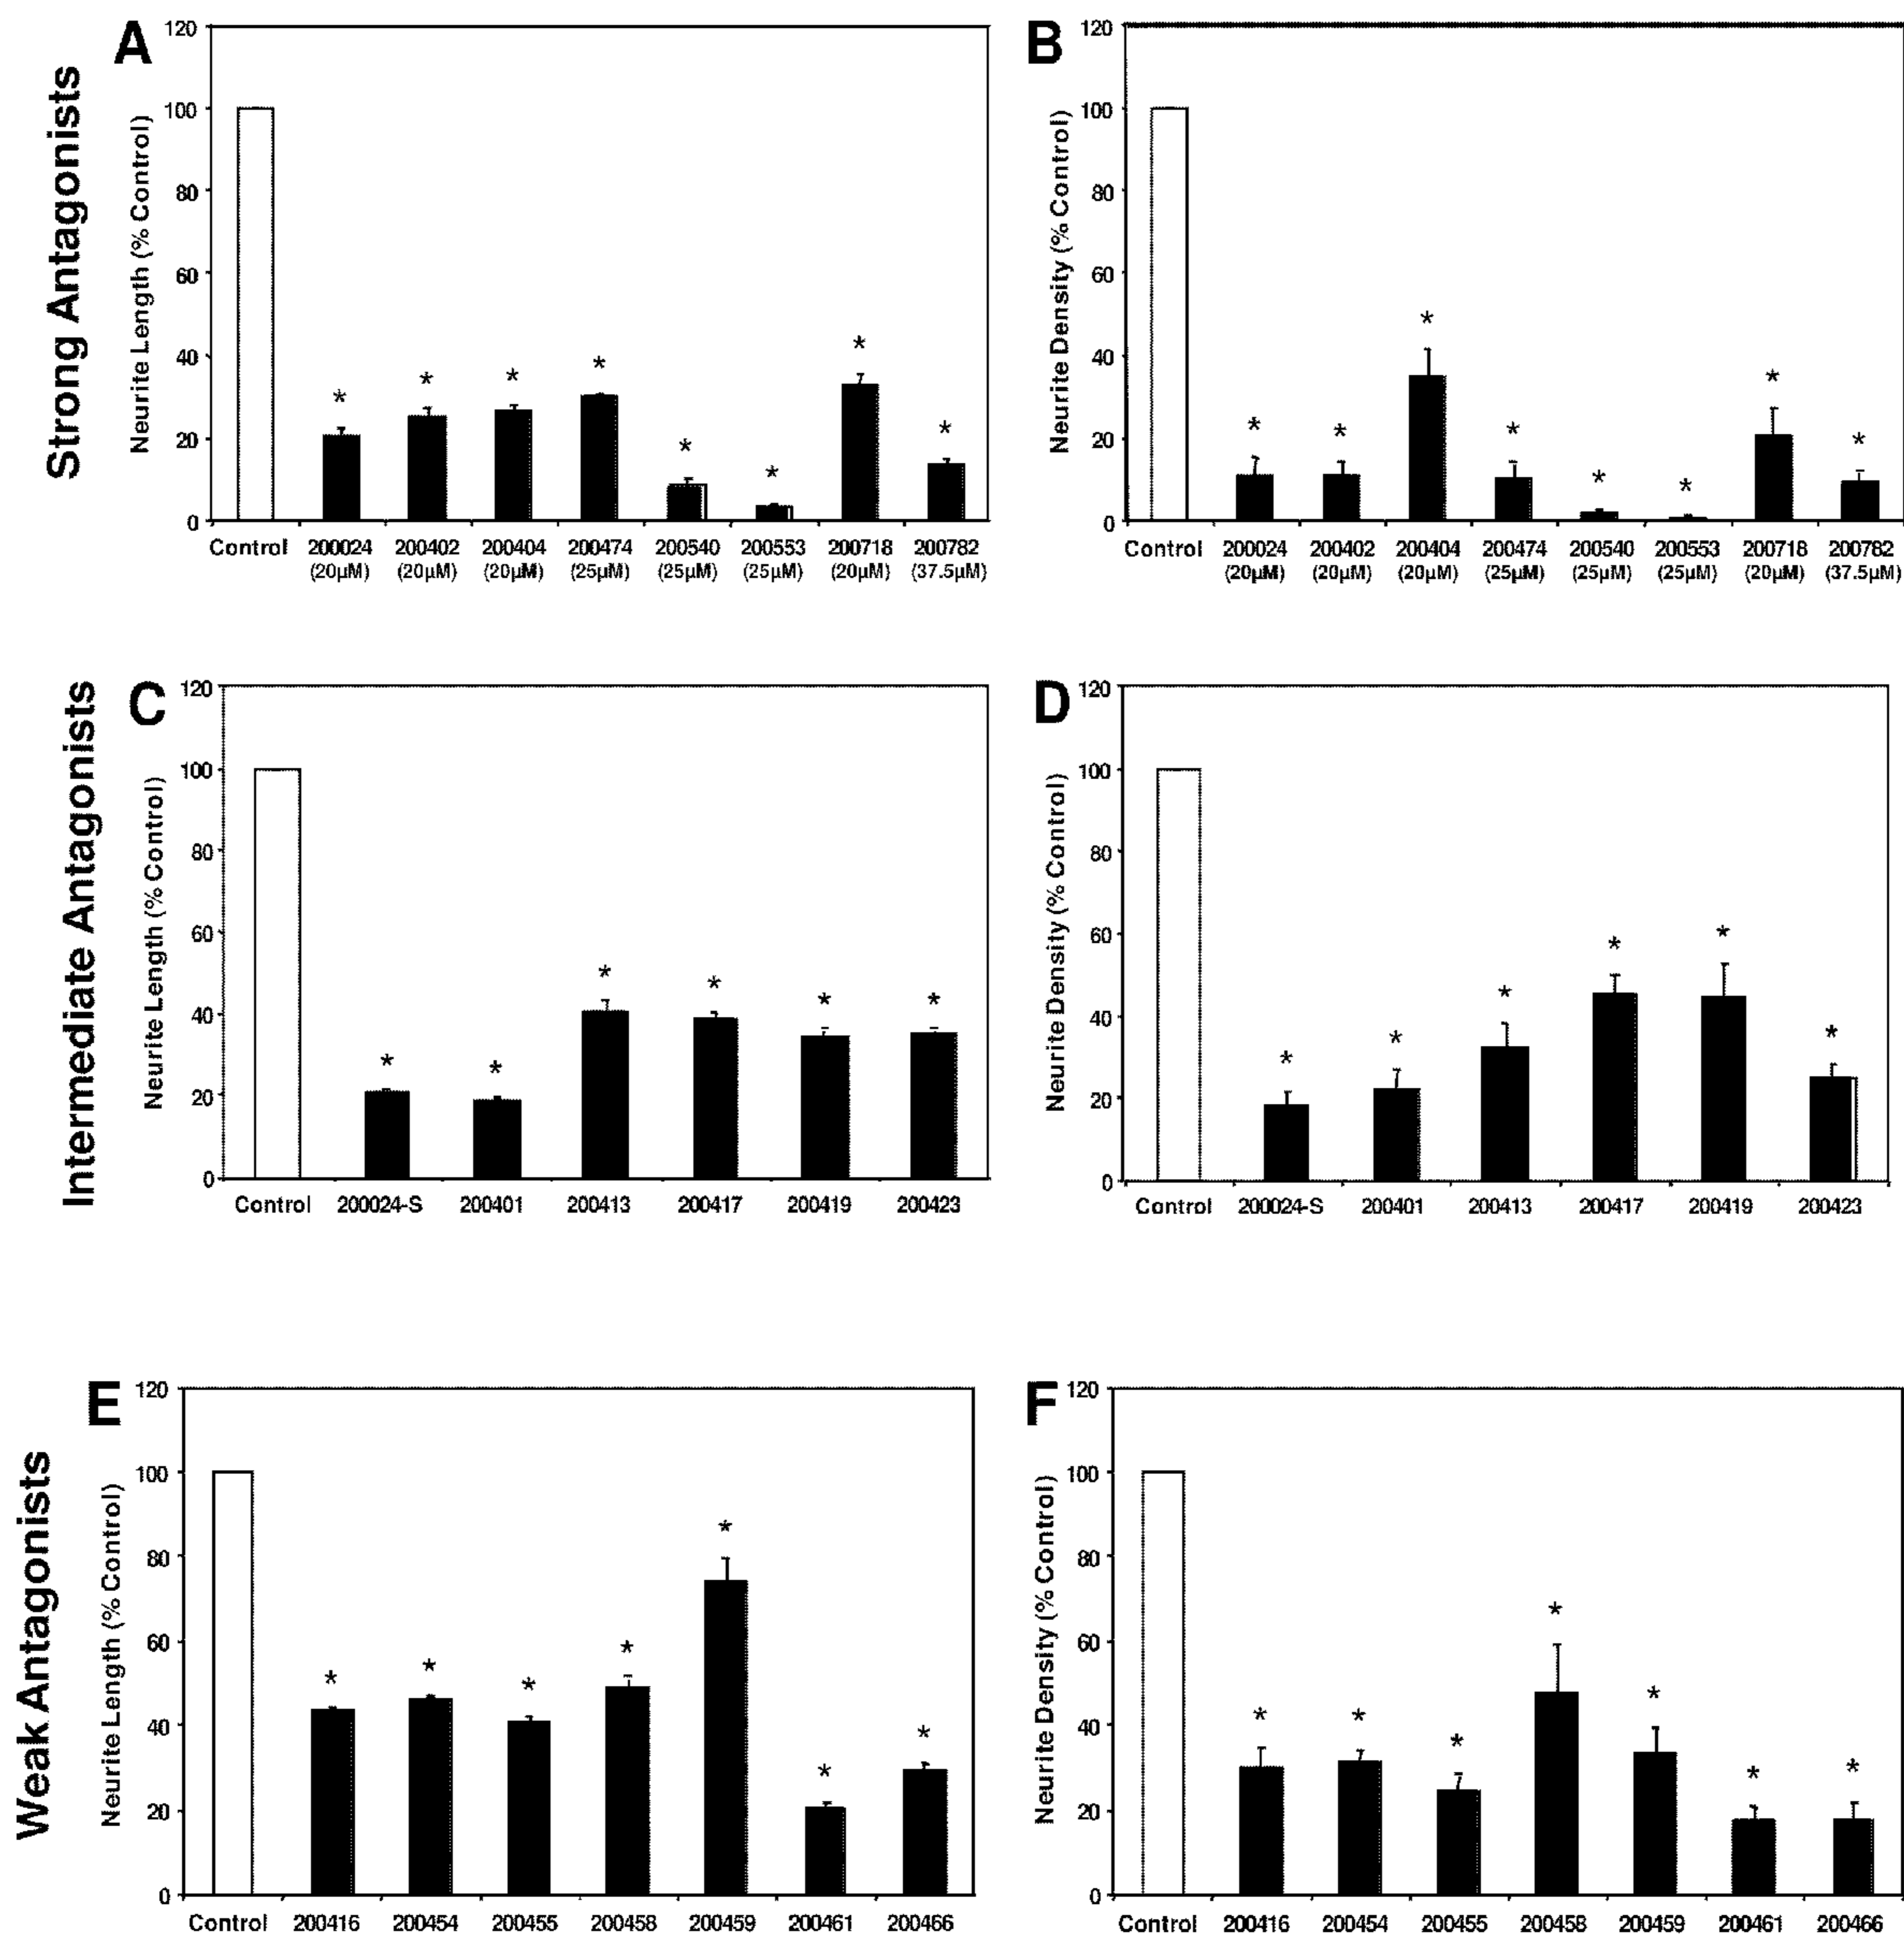 Strong Antagonists
A
Neurite Length (% Control)
120
100
80
60
40
20
0
* * * * * * * *
Control 200024 200402 200404 200474 200540 200553 200718 200782
(20µM) (20µM) (20µM) (25µM) (25µM) (25µM) (20µM) (37.5µM)
B
Neurite Density (% Control)
120
100
80
60
40
20
0
* * * * * * * *
Control 200024 200402 200404 200474 200540 200553 200718 200782
(20µM) (20µM) (20µM) (25µM) (25µM) (25µM) (20µM) (37.5µM)
Intermediate Antagonists
C
Neurite Length (% Control)
120
100
80
60
40
20
0
* * * * * *
Control 200024-S 200401 200413 200417 200419 200423
D
Neurite Density (% Control)
120
100
80
60
40
20
0
* * * * * *
Control 200024-S 200401 200413 200417 200419 200423
Weak Antagonists
E
Neurite Length (% Control)
120
100
80
60
40
20
0
* * * * * * *
Control 200416 200454 200455 200458 200459 200461 200466
F
Neurite Density (% Control)
120
100
80
60
40
20
0
* * * * * * *
Control 200416 200454 200455 200458 200459 200461 200466